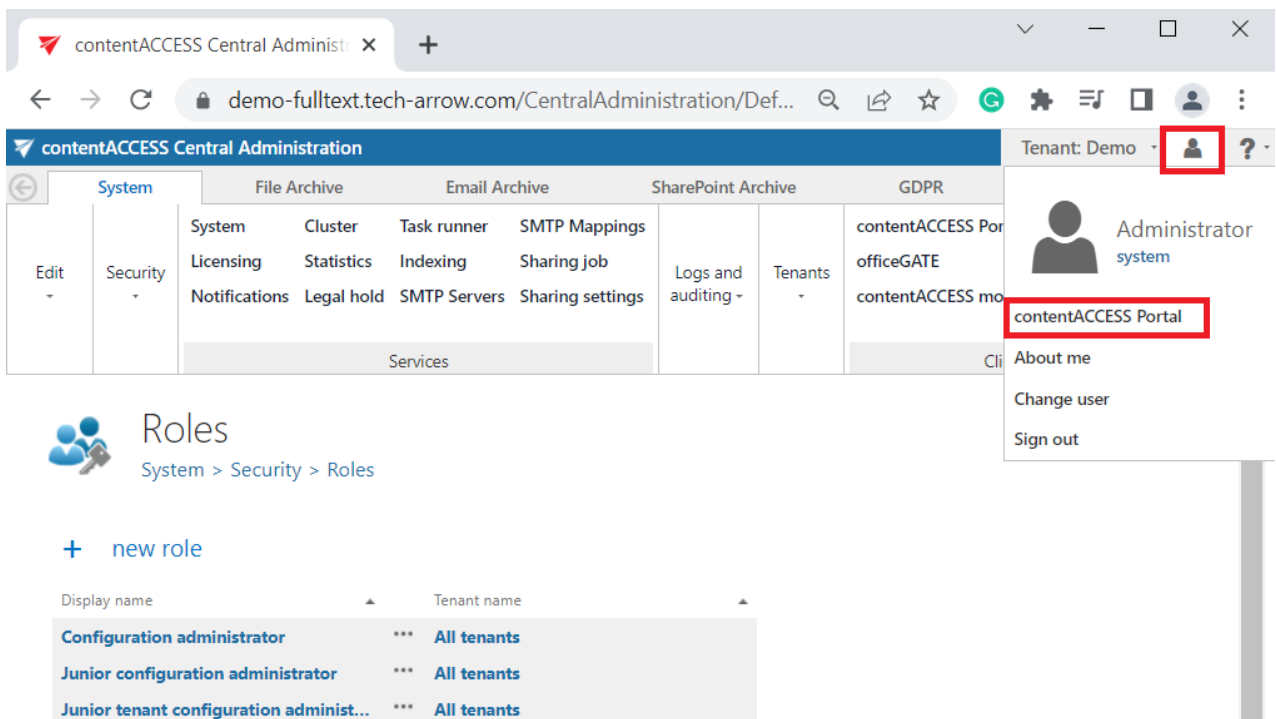 contentACCESS Central Administ
demo-fulltext.tech-arrow.com/CentralAdministration/Def...
contentACCESS Central Administration
Tenant: Demo
?
System File Archive Email Archive SharePoint Archive GDPR
Edit
Security
System Cluster Task runner SMTP Mappings
Licensing Statistics Indexing Sharing job
Notifications Legal hold SMTP Servers Sharing settings
Services
Logs and
auditing
Tenants
contentACCESS Por
officeGATE
contentACCESS mo
Cli
Administrator
system
contentACCESS Portal
About me
Change user
Sign out
Roles
System > Security > Roles
+ new role
Display name Tenant name
Configuration administrator ... All tenants
Junior configuration administrator ... All tenants
Junior tenant configuration administ... ... All tenants